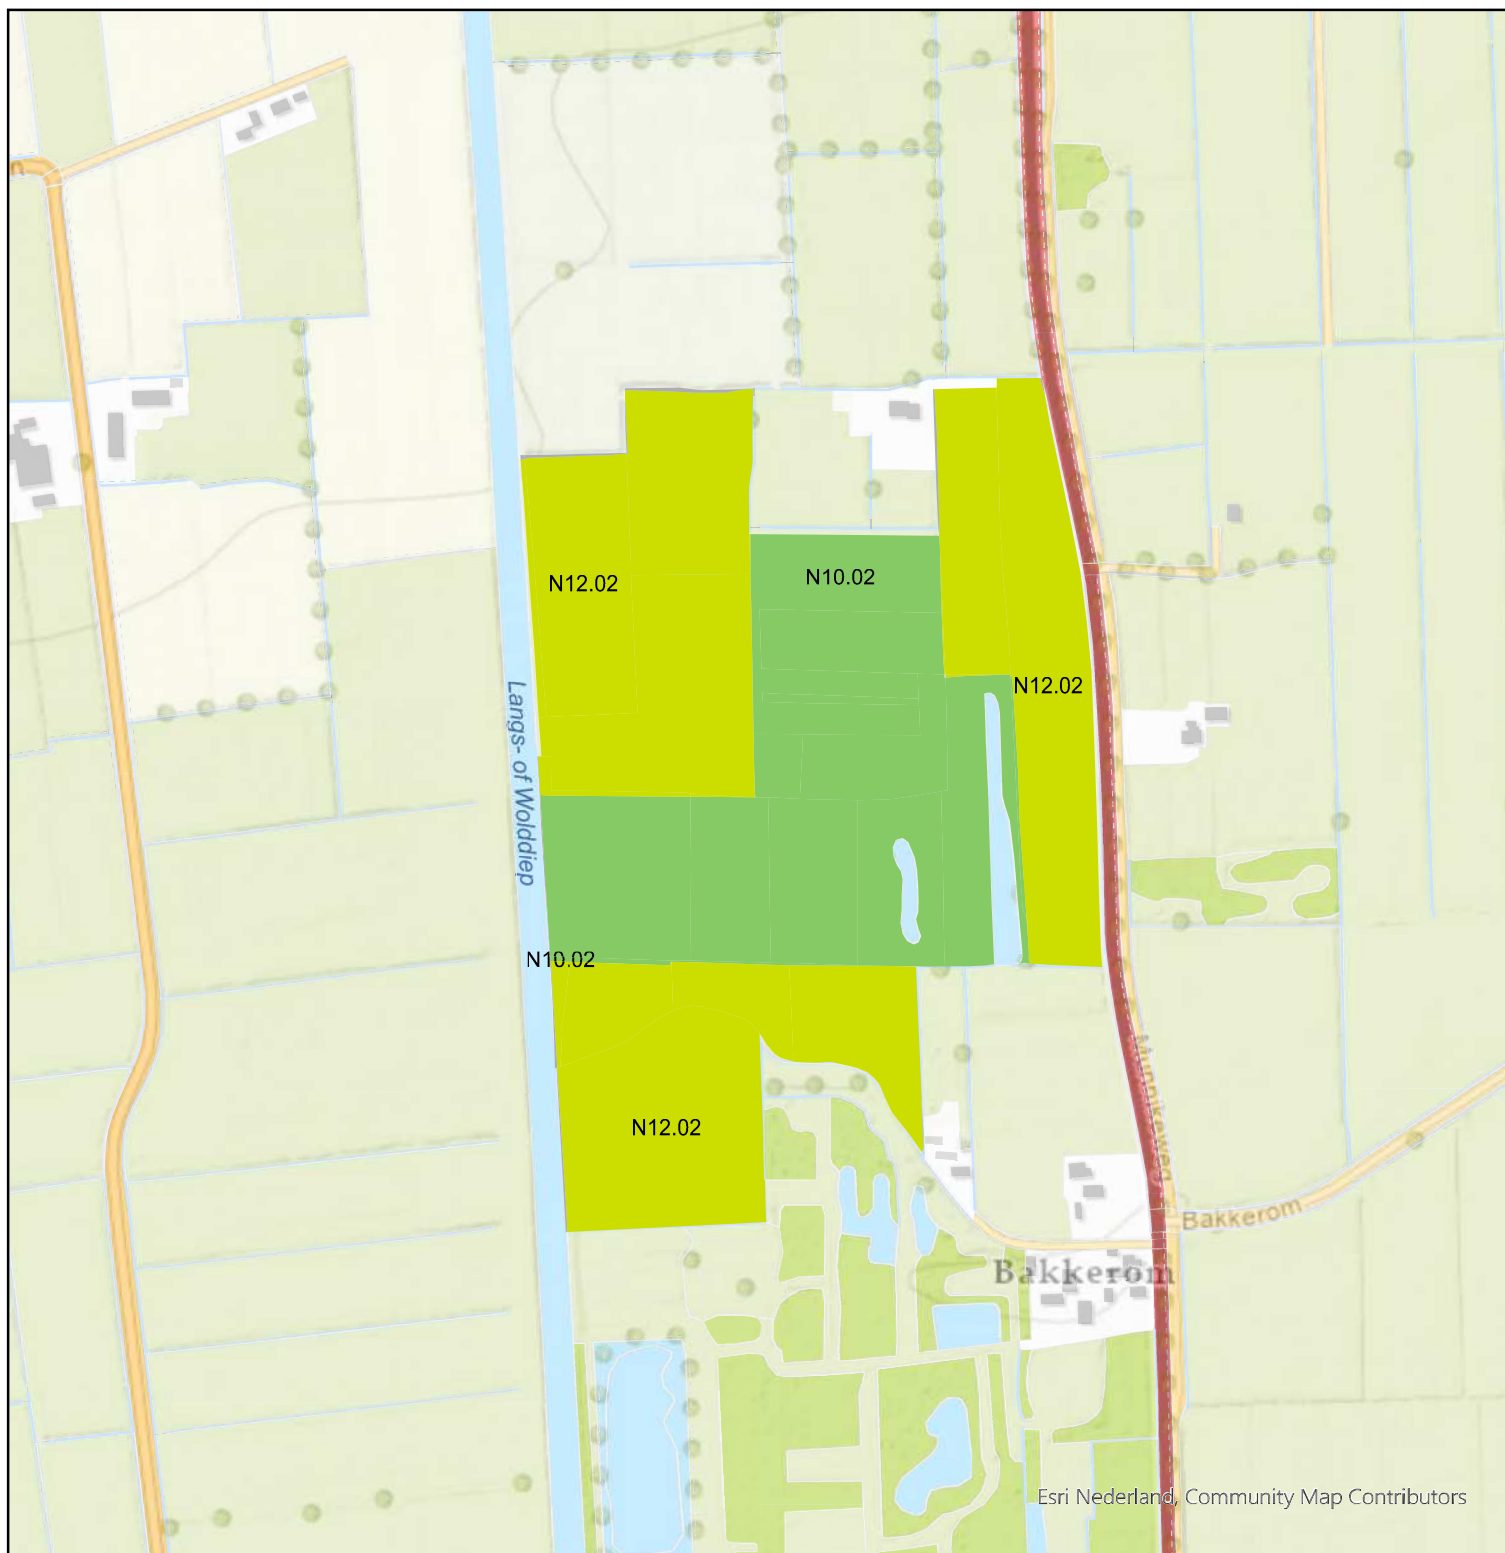 N12.02
N10.02
N12.02
Langs- of Wolddiep
N10.02
N12.02
Munnikeweg
Bakkerom
Bakkerom
Esri Nederland, Community Map Contributors